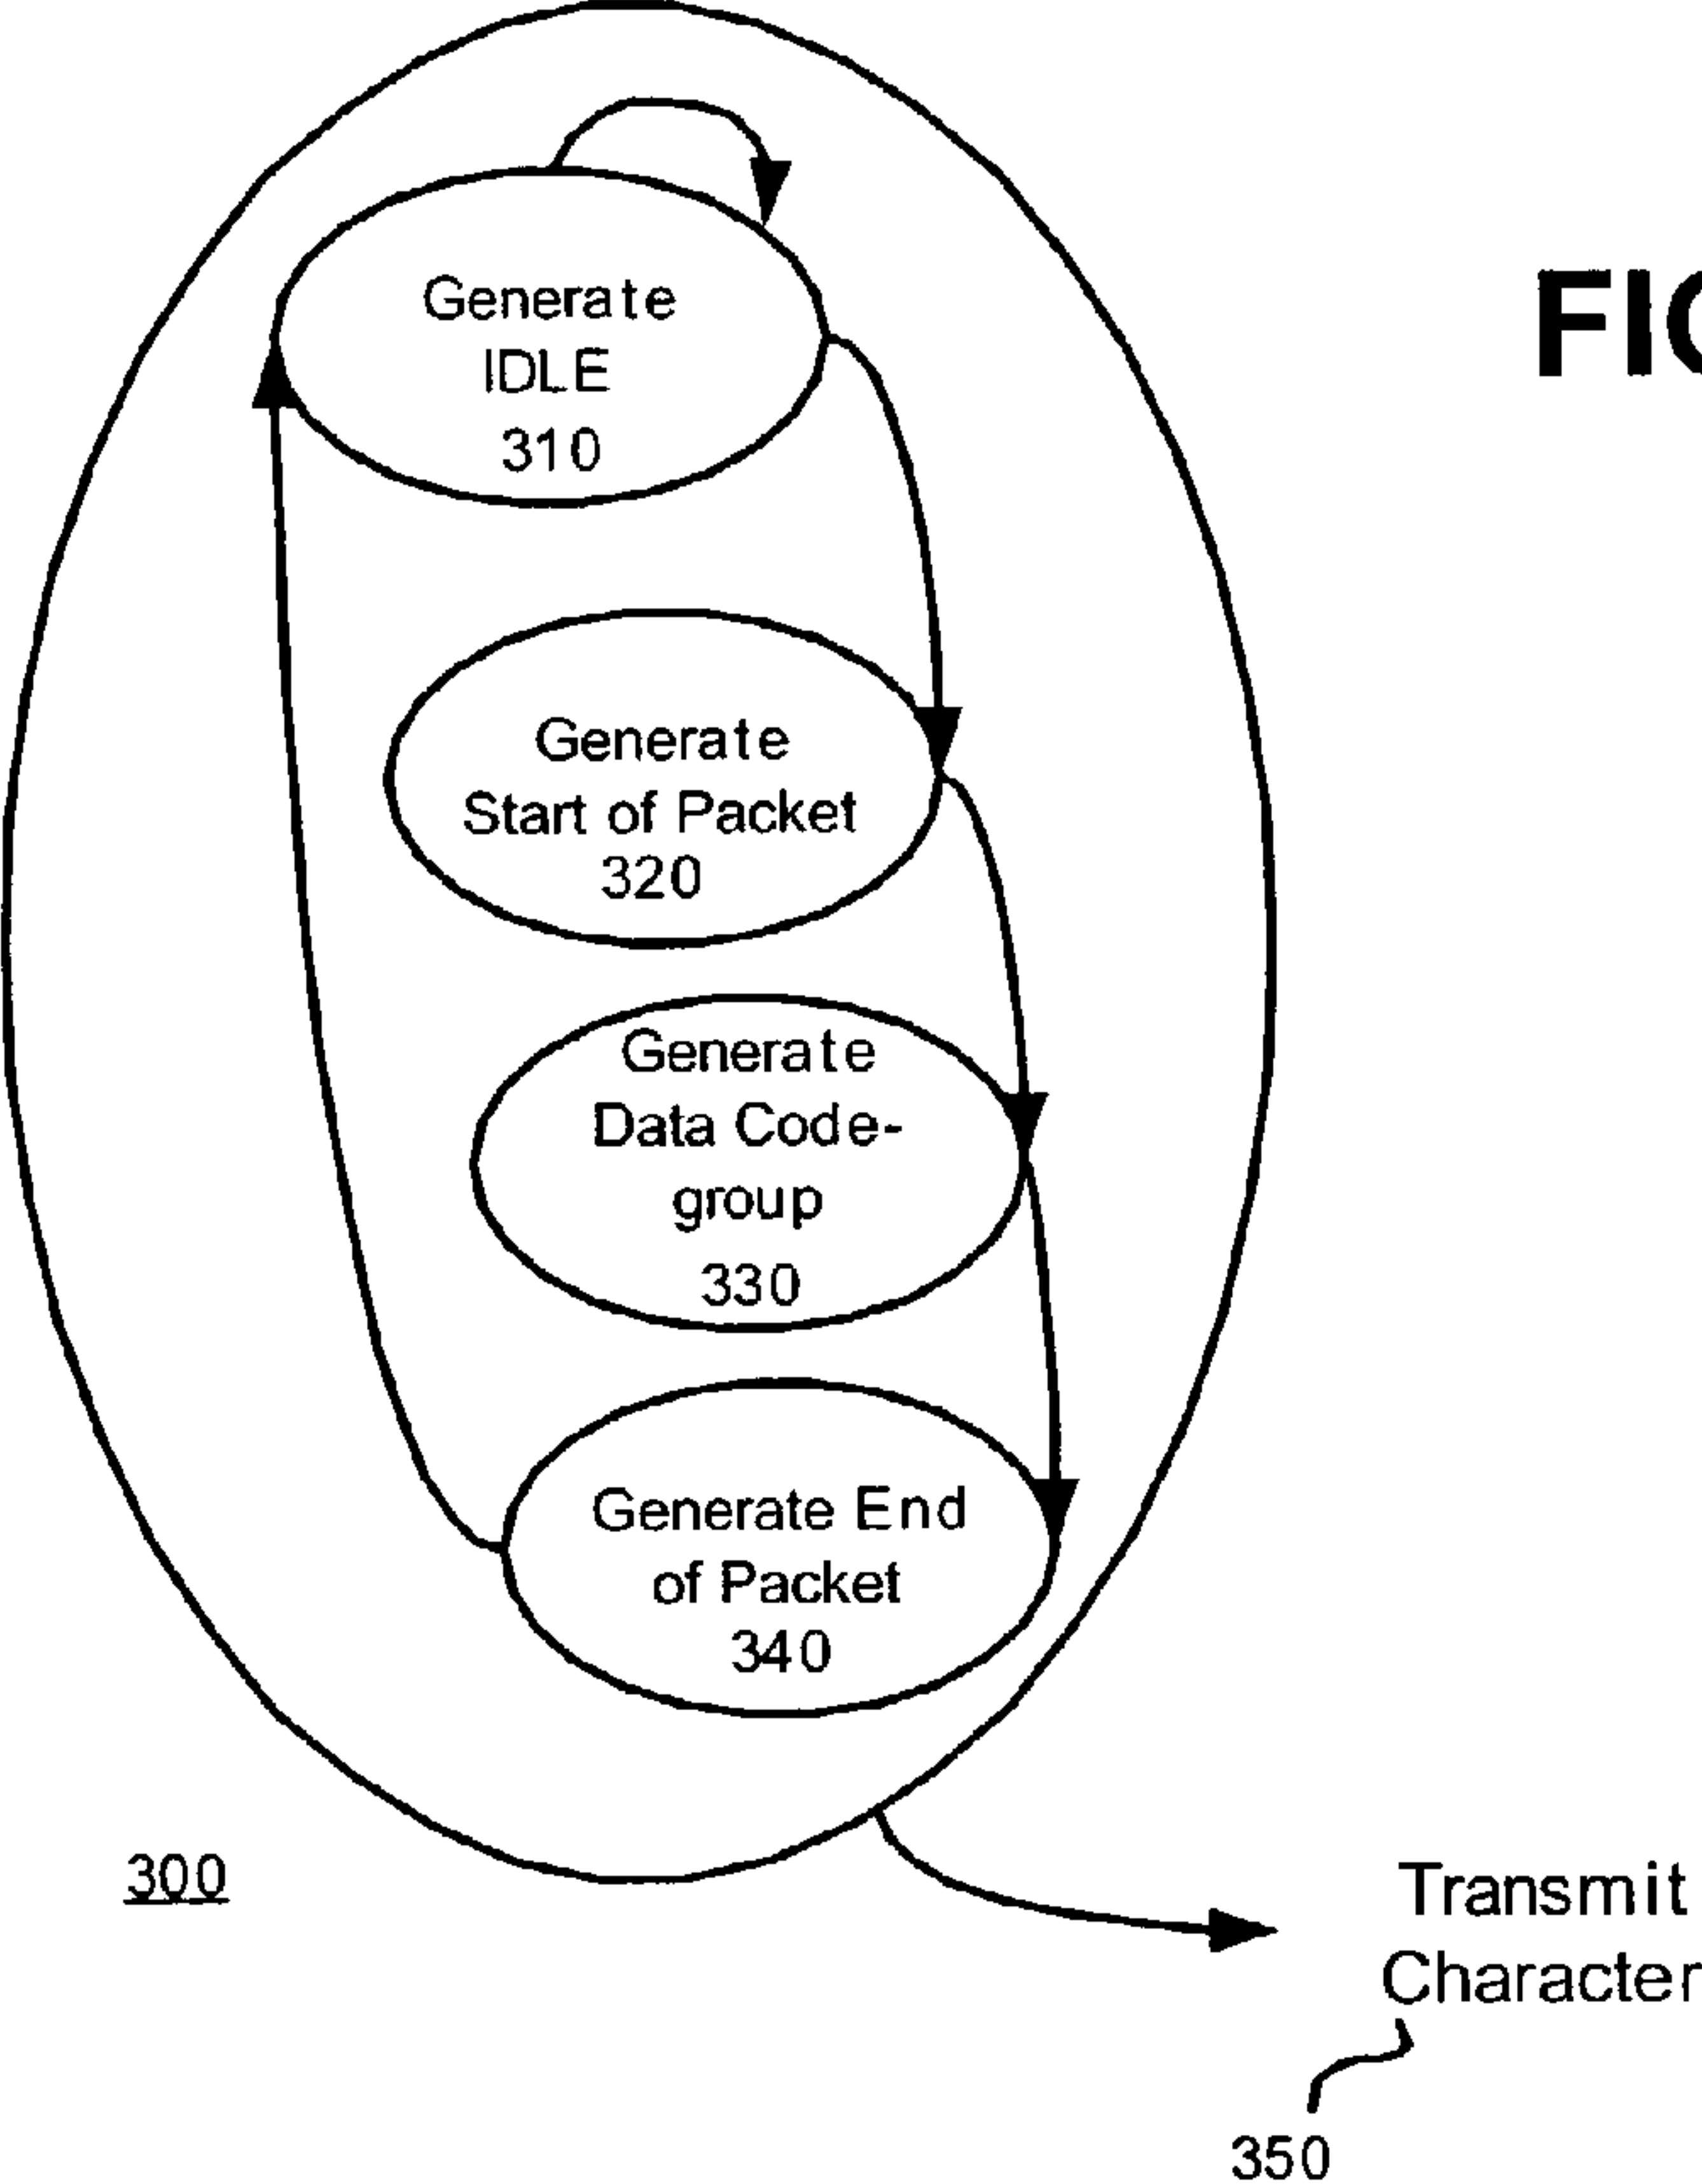 Generate
IDLE
310
FIG
Generate
Start of Packet
320
Generate
Data Code-
group
330
Generate End
of Packet
340
300
Transmit
Character
350